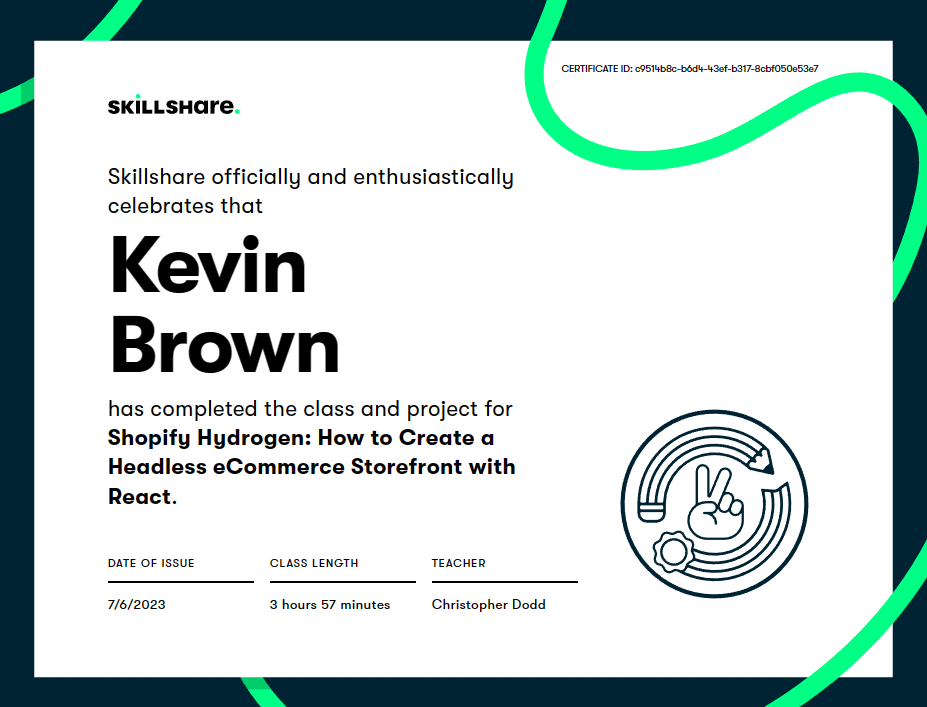 CERTIFICATE ID: c9514b8c-b6d4-43ef-b317-8cbf050e53e7
SKiLLSHare.
Skillshare officially and enthusiastically
celebrates that
Kevin
Brown
has completed the class and project for
Shopify Hydrogen: How to Create a
Headless eCommerce Storefront with
React.
DATE OF ISSUE
CLASS LENGTH
TEACHER
7/6/2023
3 hours 57 minutes
Christopher Dodd